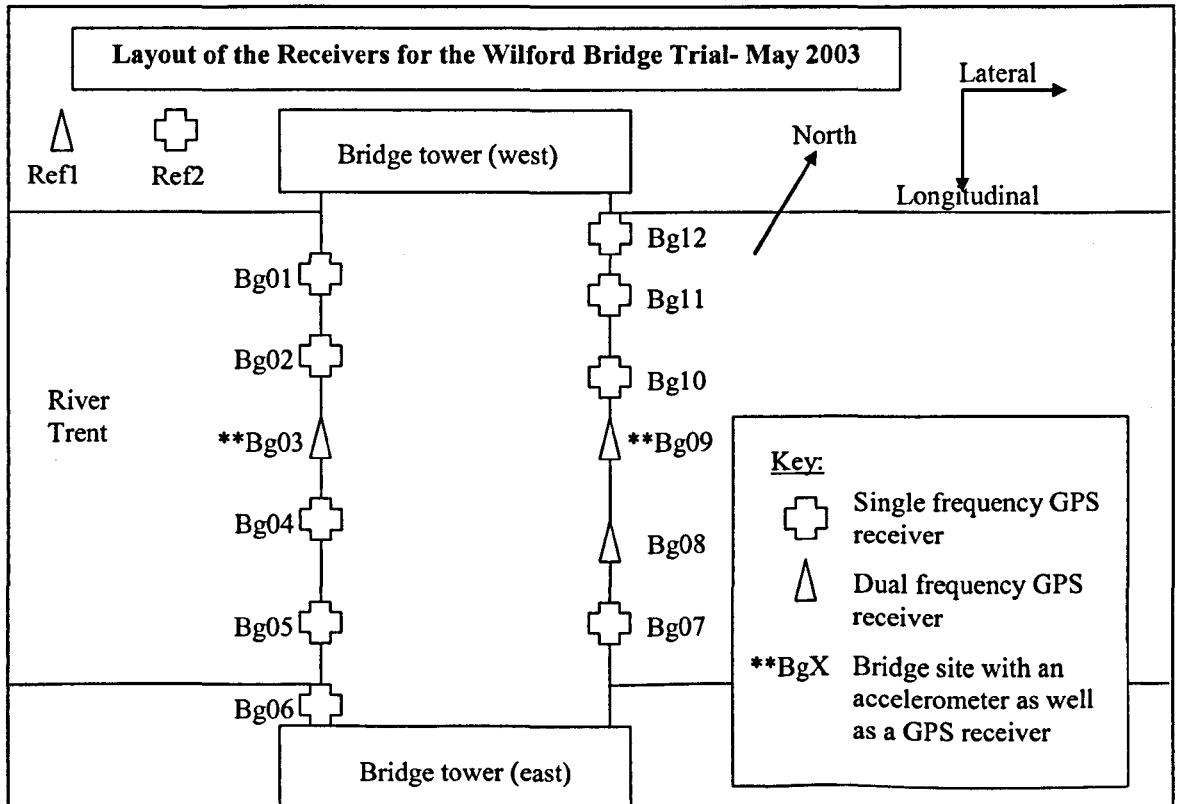 Layout of the Receivers for the Wilford Bridge Trial- May 2003
Lateral
North
Longitudinal
Ref1
Ref2
Bridge tower (west)
Bg12
Bg01
Bg11
Bg02
Bg10
River
Trent
**Bg03
**Bg09
Bg04
Bg08
Bg05
Bg07
Bg06
Bridge tower (east)
Key:
Single frequency GPS
receiver
Dual frequency GPS
receiver
**BgX Bridge site with an
accelerometer as well
as a GPS receiver